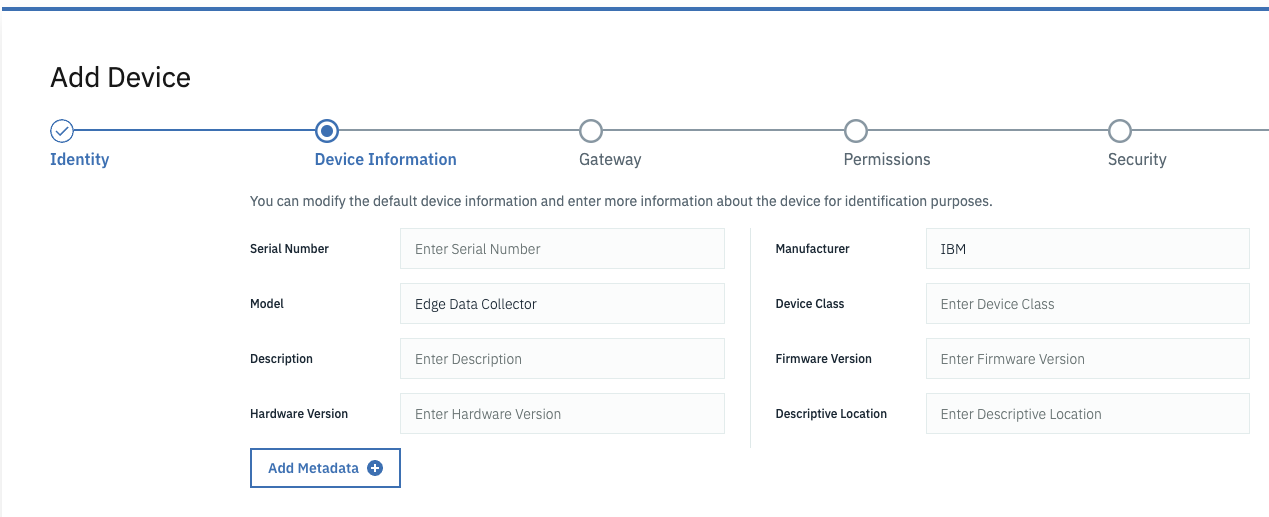 Add Device
Identity
Device Information
Gateway
Permissions
Security
You can modify the default device information and enter more information about the device for identification purposes.
Serial Number
Enter Serial Number
Manufacturer
IBM
Model
Edge Data Collector
Device Class
Enter Device Class
Description
Enter Description
Firmware Version
Enter Firmware Version
Hardware Version
Enter Hardware Version
Descriptive Location
Enter Descriptive Location
Add Metadata